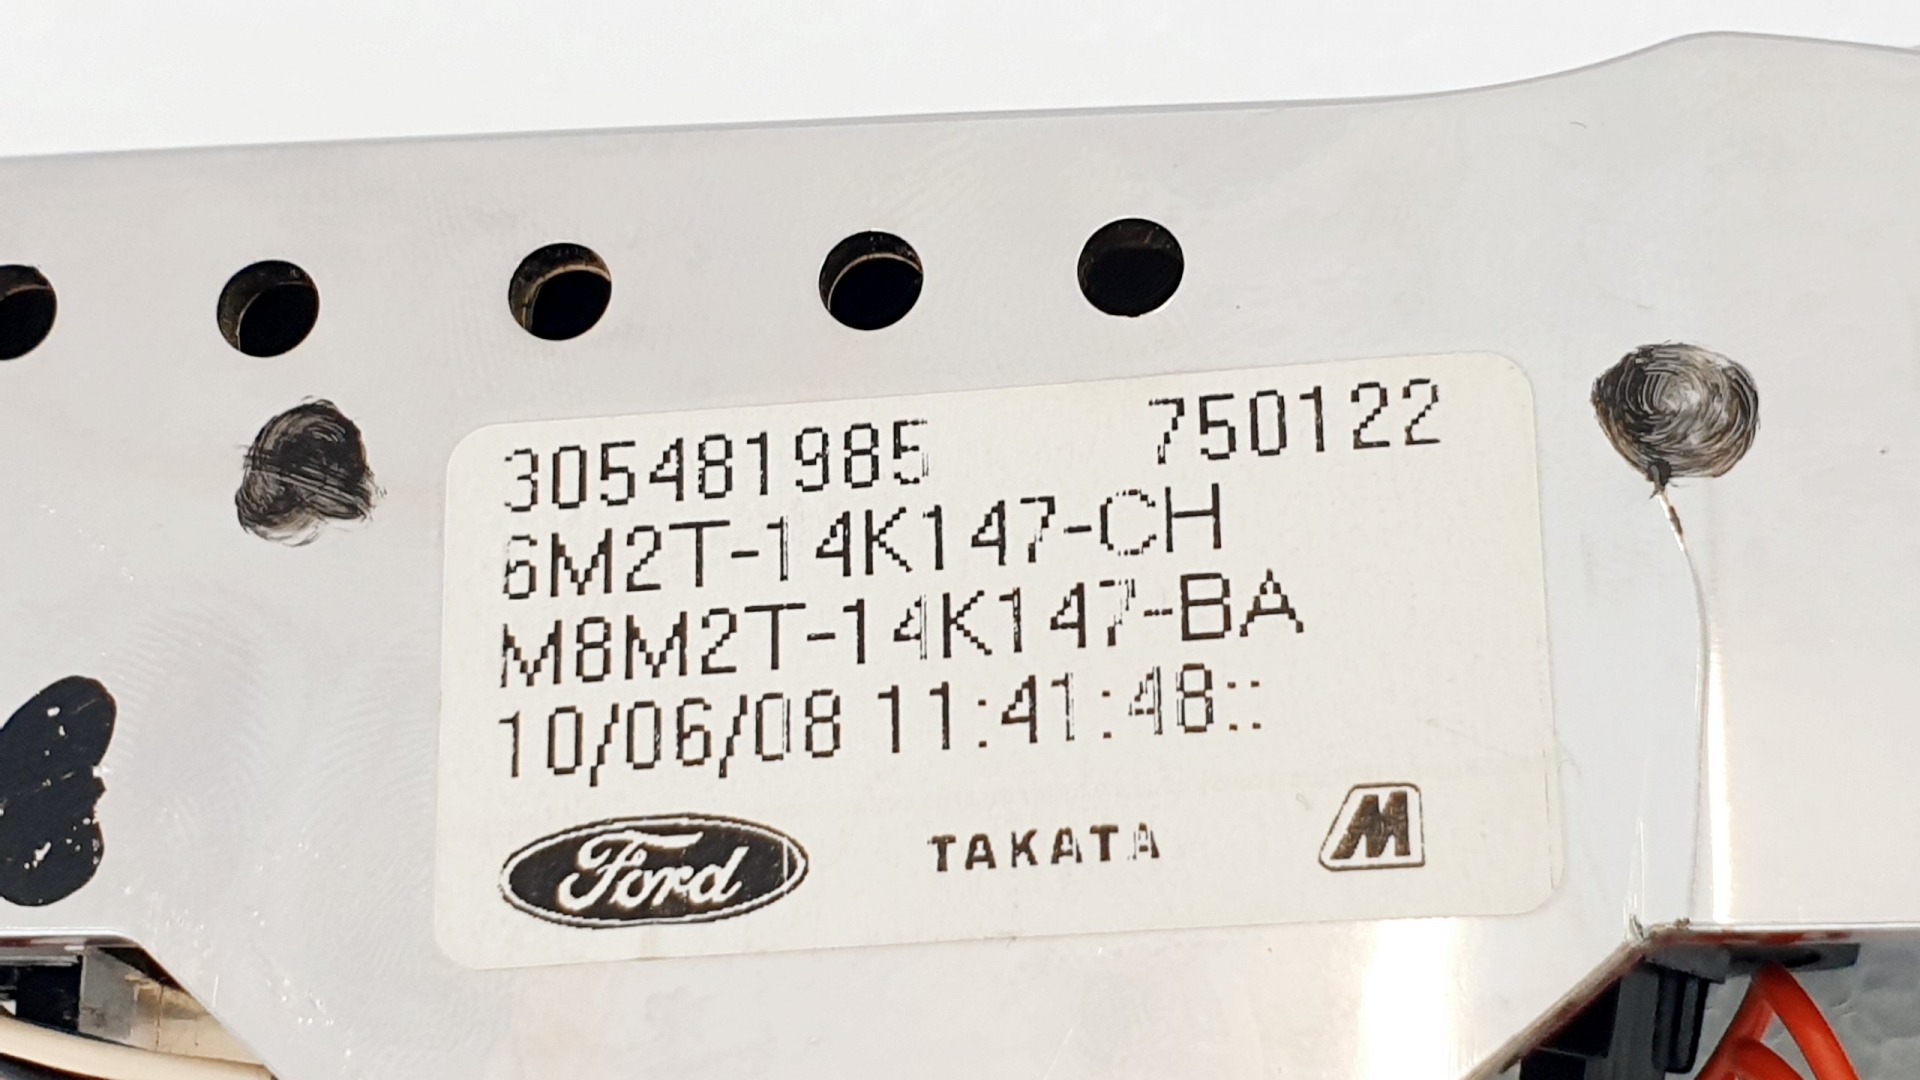 305481985 750122
6M2T-14K147-CH
M8M2T-14K147-BA
10/06/08 11:41:48::
Ford TAKATA M